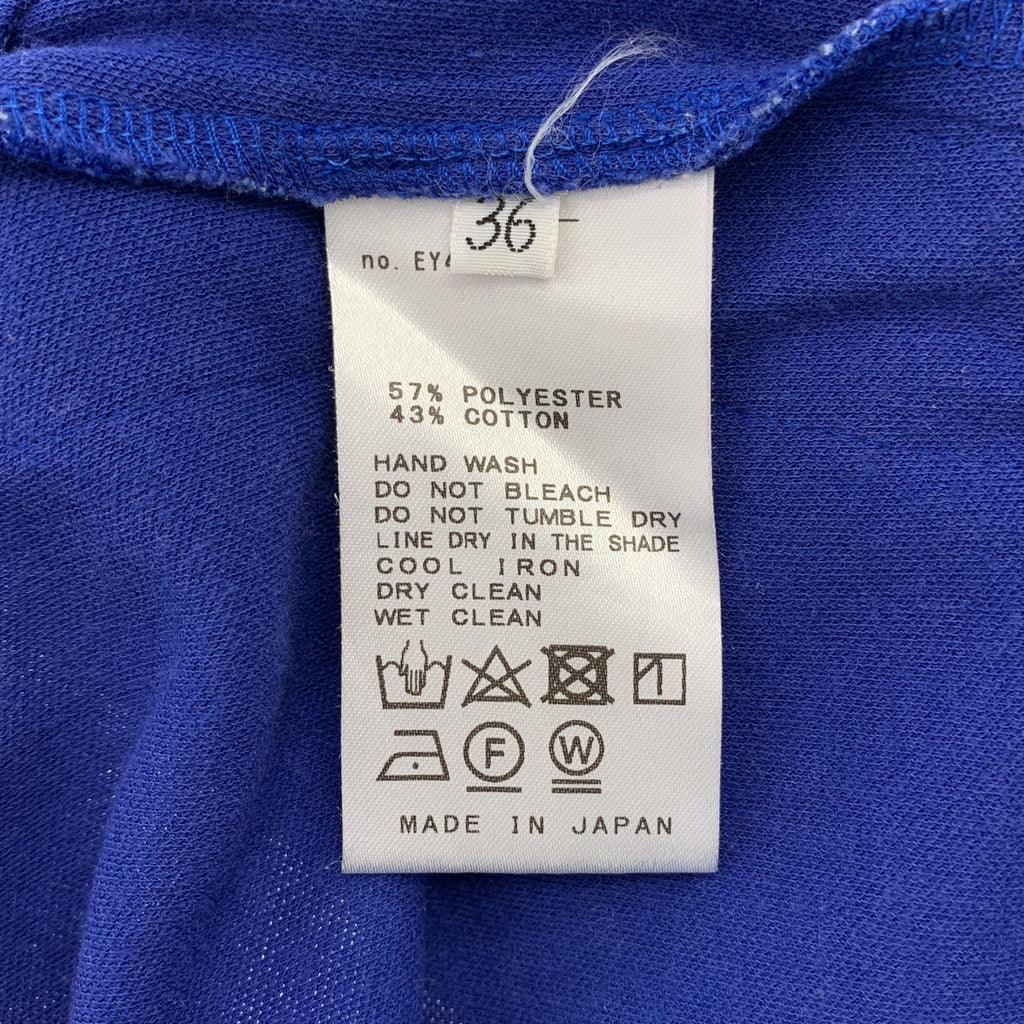 36
no. EY
57% POLYESTER
43% COTTON
HAND WASH
DO NOT BLEACH
DO NOT TUMBLE DRY
LINE DRY IN THE SHADE
COOL IRON
DRY CLEAN
WET CLEAN
F W
MADE IN JAPAN